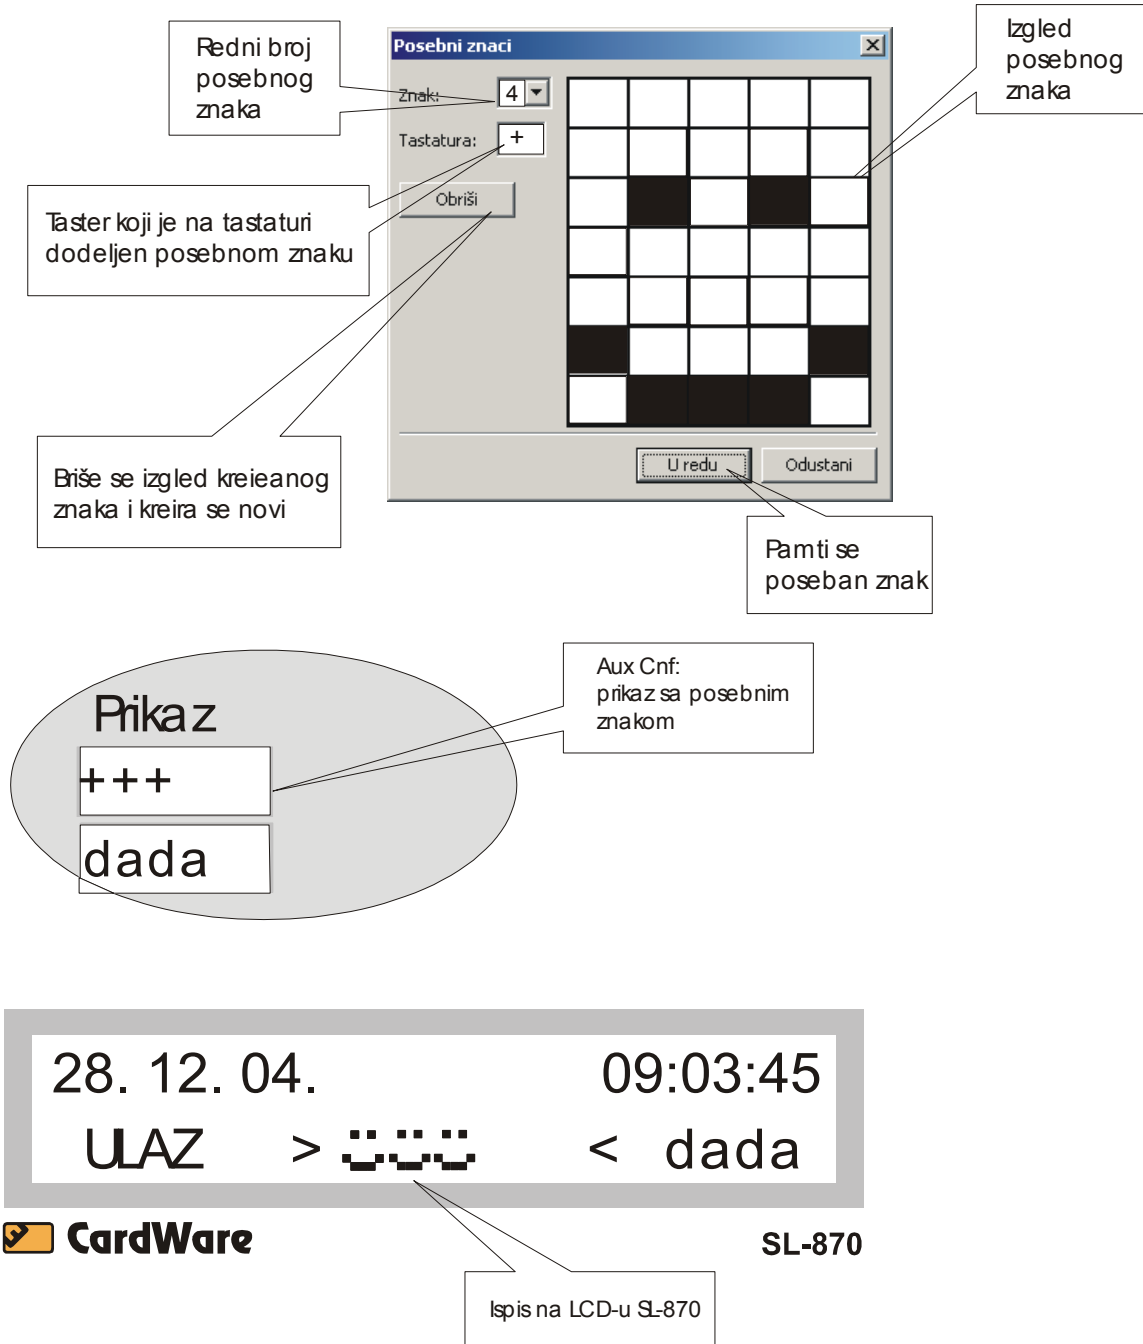 Redni broj
posebnog
znaka
Posebni znaci
Izgled
posebnog
znaka
Znak:
4
Tastatura:
+
Obriši
Taster koji je na tastaturi
dodeljen posebnom znaku
Briše se izgled kreieanog
znaka i kreira se novi
U redu
Odustani
Pamti se
poseban znak
Prikaz
+++
dada
Aux Cnf:
prikaz sa posebnim
znakom
28. 12. 04. 09:03:45
ULAZ > < dada
CardWare
SL-870
Ispis na LCD-u SL-870